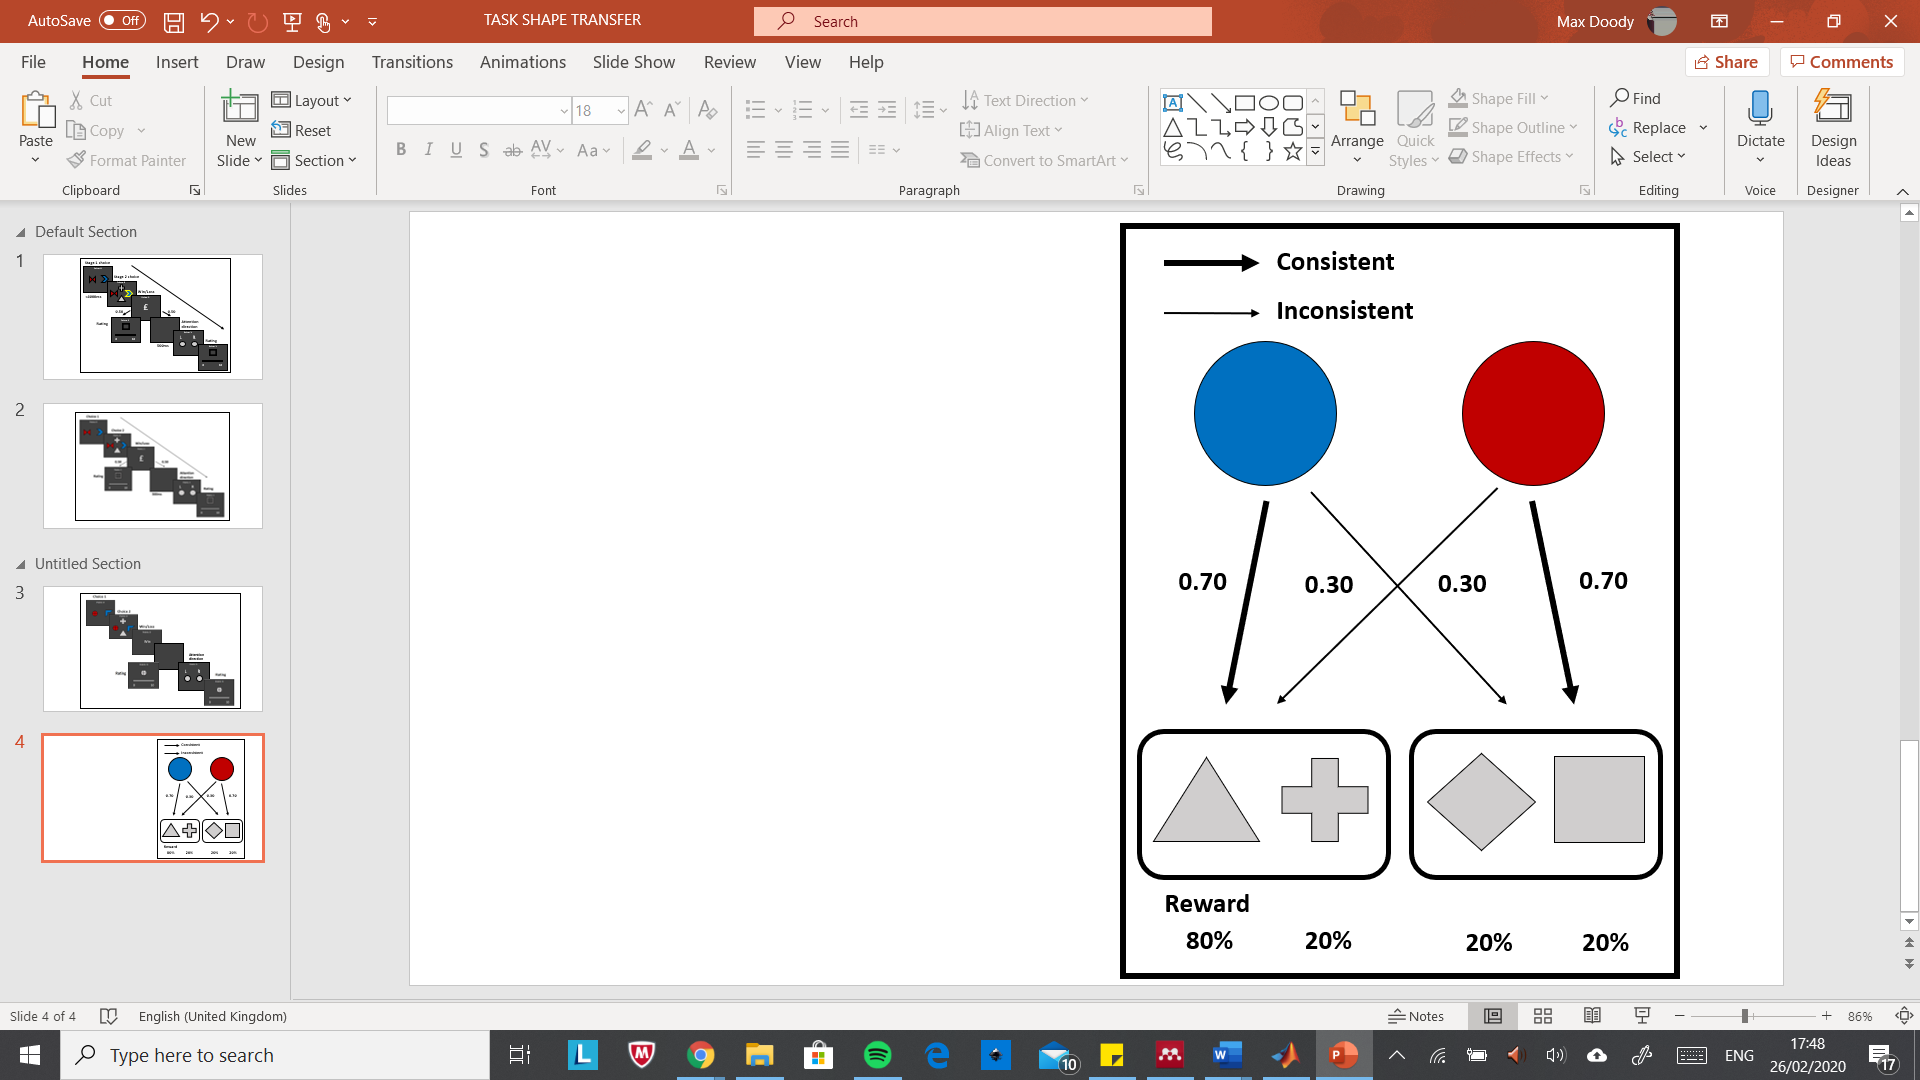 AutoSave Off TASK SHAPE TRANSFER Search Max Doody
File Home Insert Draw Design Transitions Animations Slide Show Review View Help Share Comments
Paste Cut Copy Format Painter Clipboard
New Slide Layout Reset Section Slides
18
B I U S ab AV Aa A Font
Text Direction Align Text Convert to SmartArt Paragraph
Arrange Quick Styles Shape Fill Shape Outline Shape Effects Drawing
Find Replace Select Editing
Dictate Voice
Design Ideas Designer
Default Section
1
2
Untitled Section
3
4
Consistent
Inconsistent
0.70 0.30 0.30 0.70
Reward
80% 20% 20% 20%
Slide 4 of 4 English (United Kingdom) Notes 86%
Type here to search 10 ENG 17:48
26/02/2020 17